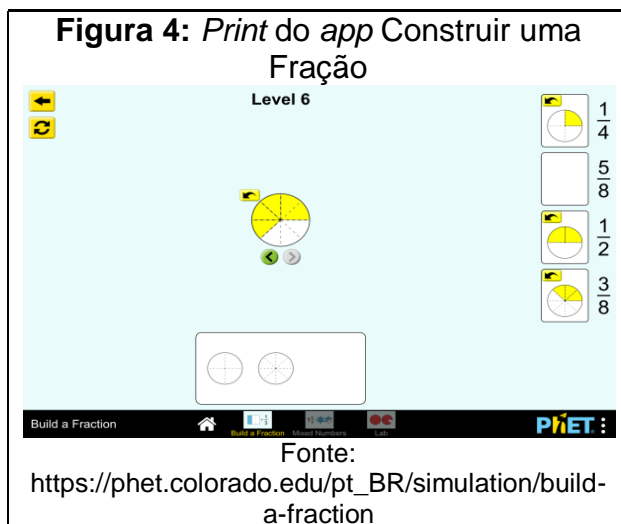 Figura 4: Print do app Construir uma
Fração
Level 6
1
4
5
8
1
2
3
8
Build a Fraction
Build a Fraction
Mixed Numbers
Lab
PhET
Fonte:
https://phet.colorado.edu/pt_BR/simulation/build-
a-fraction